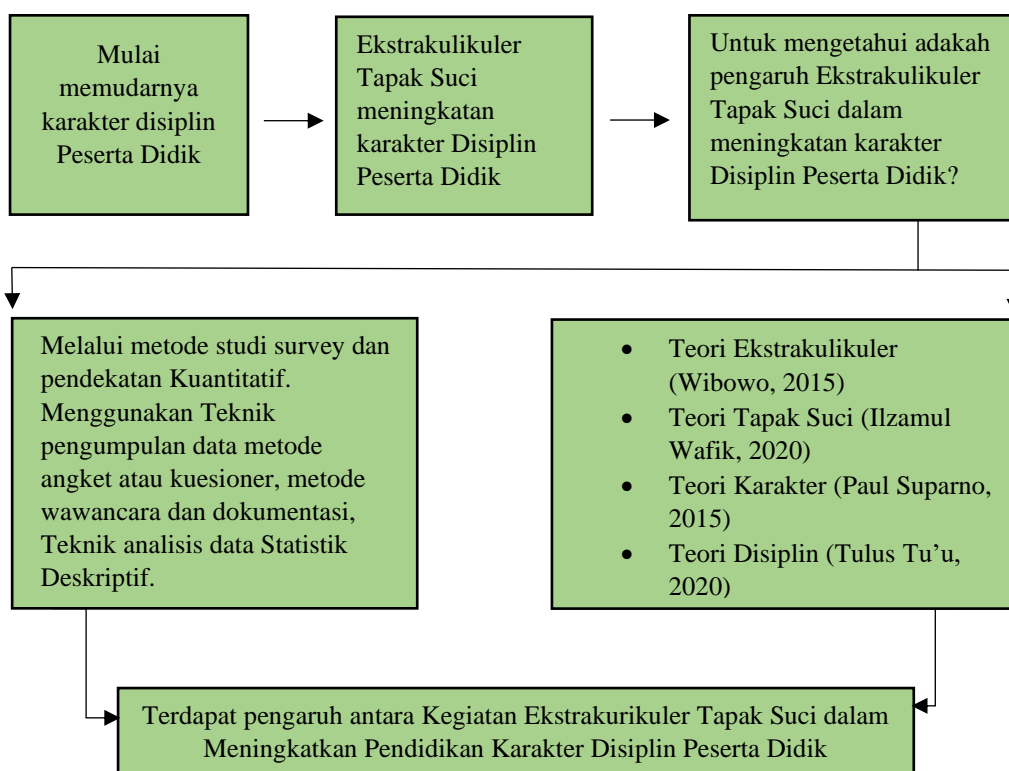 Mulai
memudarnya
karakter disiplin
Peserta Didik
Ekstrakulikuler
Tapak Suci
meningkatan
karakter Disiplin
Peserta Didik
Untuk mengetahui adakah
pengaruh Ekstrakulikuler
Tapak Suci dalam
meningkatan karakter
Disiplin Peserta Didik?
Melalui metode studi survey dan
pendekatan Kuantitatif.
Menggunakan Teknik
pengumpulan data metode
angket atau kuesioner, metode
wawancara dan dokumentasi,
Teknik analisis data Statistik
Deskriptif.
• Teori Ekstrakulikuler
(Wibowo, 2015)
• Teori Tapak Suci (Ilzamul
Wafik, 2020)
• Teori Karakter (Paul Suparno,
2015)
• Teori Disiplin (Tulus Tu’u,
2020)
Terdapat pengaruh antara Kegiatan Ekstrakurikuler Tapak Suci dalam
Meningkatkan Pendidikan Karakter Disiplin Peserta Didik